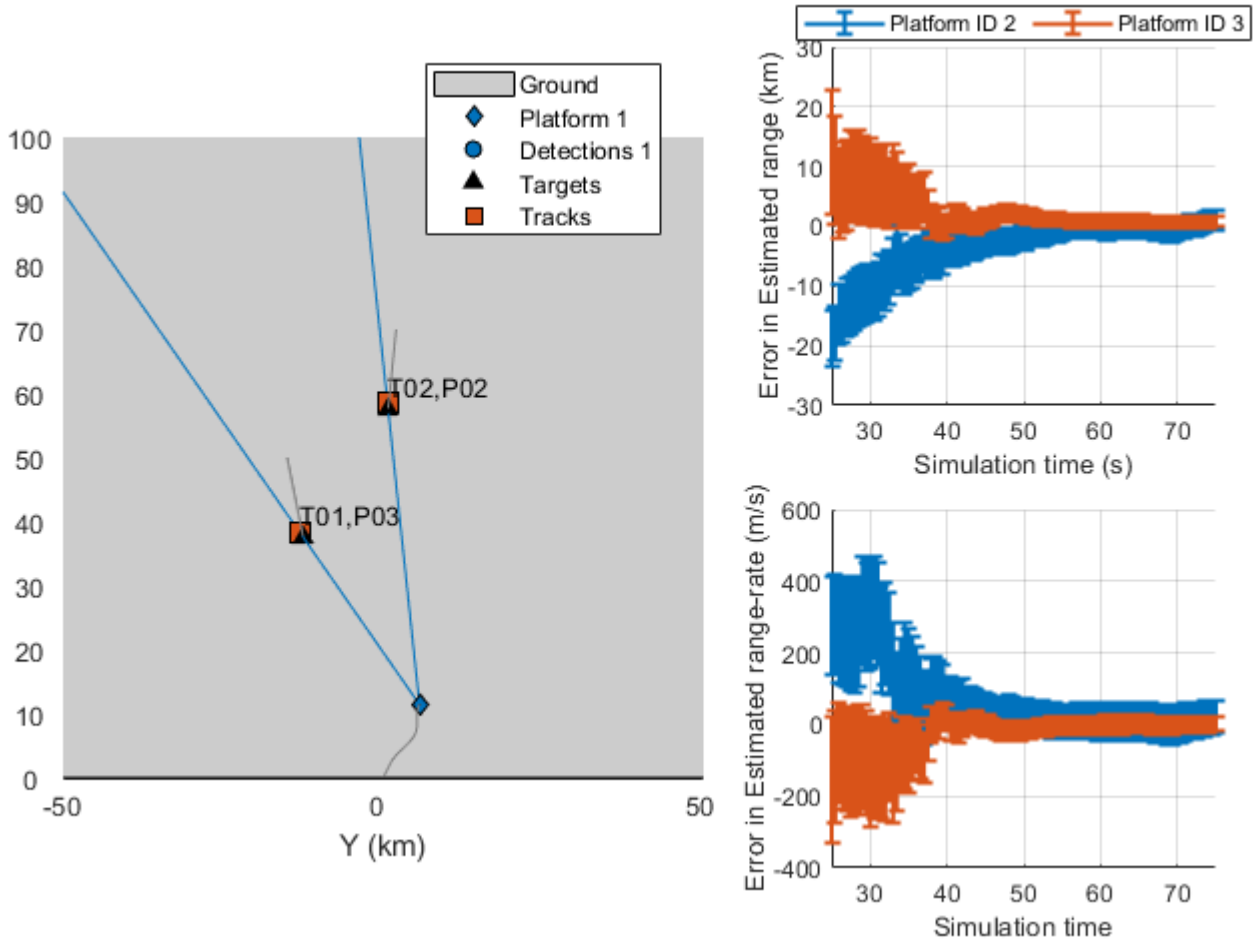 Ground
Platform 1
Detections 1
Targets
Tracks
100
90
80
70
60
50
40
30
20
10
0
T02,P02
T01,P03
-50
0
50
Y (km)
Platform ID 2
Platform ID 3
Error in Estimated range (km)
30
20
10
0
-10
-20
-30
30
40
50
60
70
Simulation time (s)
Error in Estimated range-rate (m/s)
600
400
200
0
-200
-400
30
40
50
60
70
Simulation time